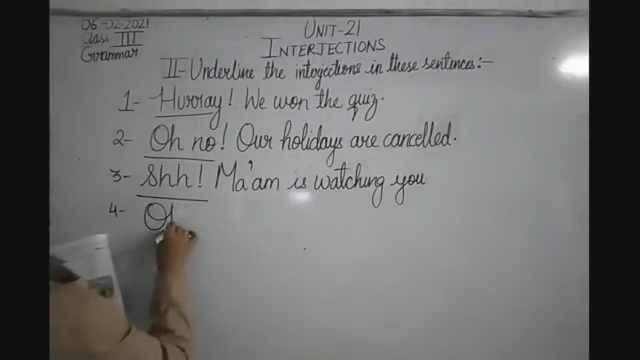 06-02-2021
Class III
Grammar
UNIT-21
INTERJECTIONS
II-Underline the interjections in these sentences:-
1- Hurray! We won the quiz.
2- Oh no! Our holidays are cancelled.
3- Shh! Ma'am is watching you
4- Oh